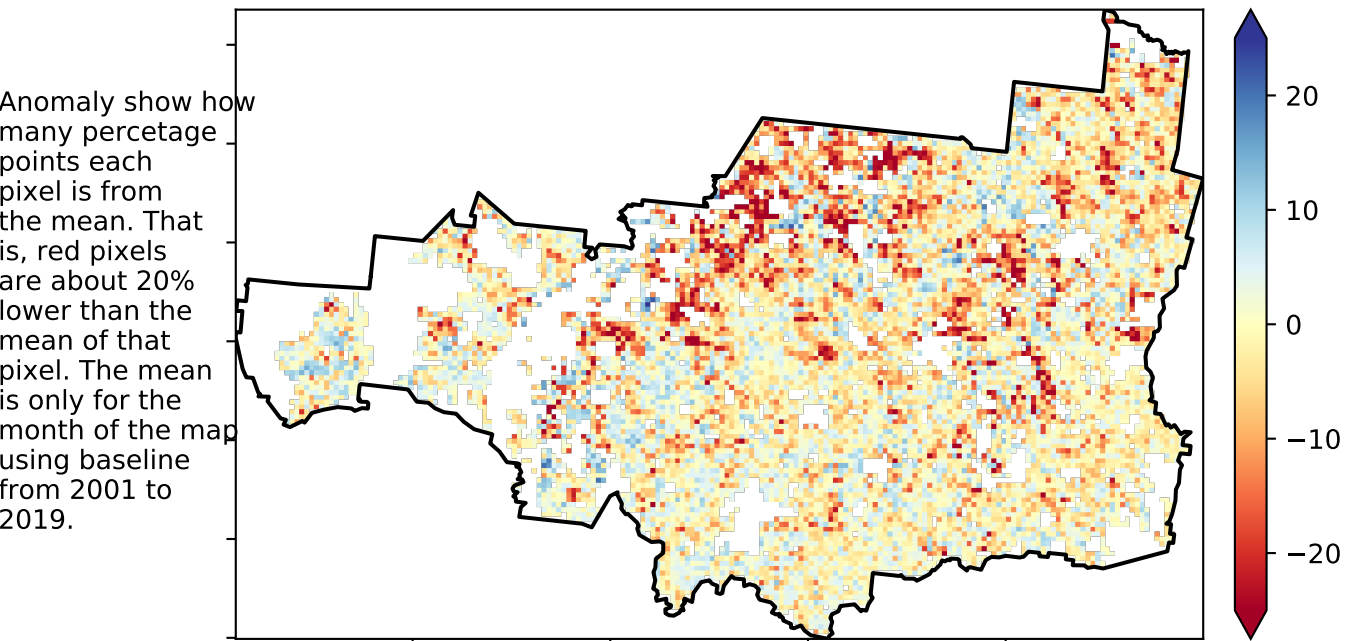 Anomaly show how
many percetage
points each
pixel is from
the mean. That
is, red pixels
are about 20%
lower than the
mean of that
pixel. The mean
is only for the
month of the map
using baseline
from 2001 to
2019.
20
10
0
−10
−20